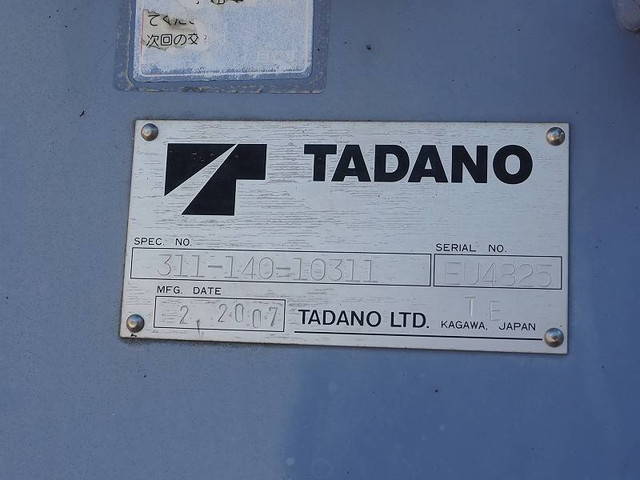 てくだ
次回の交
TADANO
SPEC. NO.
311-140-10311
SERIAL NO.
EU4825
MFG. DATE
2, 2007
TADANO LTD.
TE
KAGAWA, JAPAN